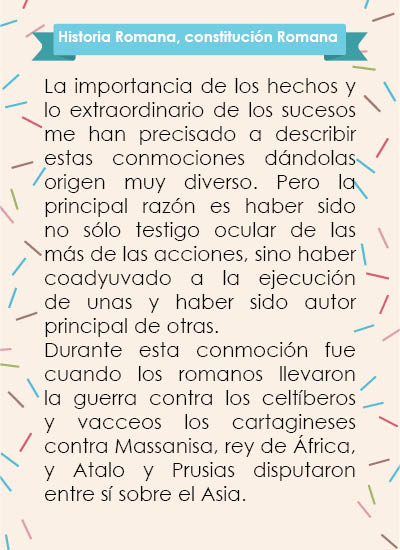 Historia Romana, constitución Romana
La importancia de los hechos y
lo extraordinario de los sucesos
me han precisado a describir
estas conmociones dándolas
origen muy diverso. Pero la
principal razón es haber sido
no sólo testigo ocular de las
más de las acciones, sino haber
coadyuvado a la ejecución
de unas y haber sido autor
principal de otras.
Durante esta conmoción fue
cuando los romanos llevaron
la guerra contra los celtíberos
y vacceos los cartagineses
contra Massanisa, rey de África,
y Atalo y Prusias disputaron
entre sí sobre el Asia.